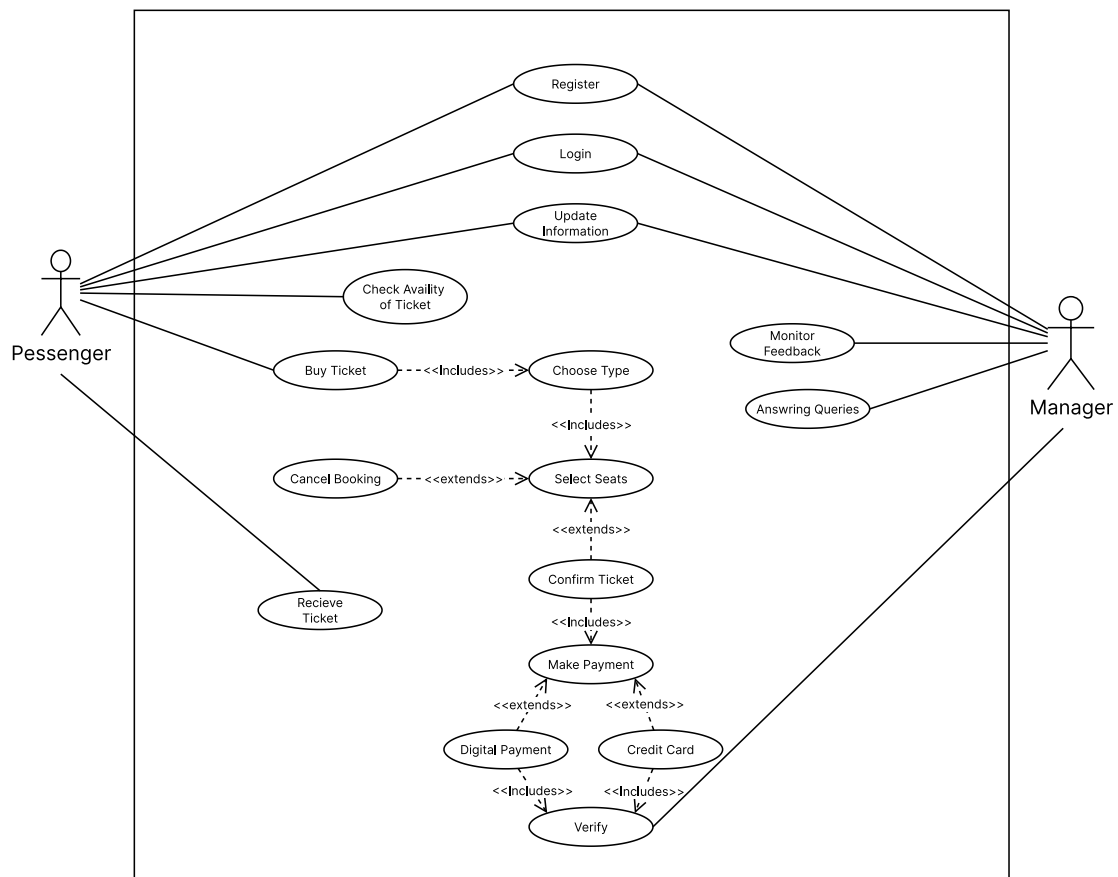 Register
Login
Update
Information
Check Availity
of Ticket
Pessenger
Monitor
Feedback
Buy Ticket
<<Includes>>
Choose Type
Answring Queries
Manager
<<Includes>>
Cancel Booking
<<extends>>
Select Seats
<<extends>>
Confirm Ticket
Recieve
Ticket
<<Includes>>
Make Payment
<<extends>>
<<extends>>
Digital Payment
Credit Card
<<Includes>>
<<Includes>>
Verify